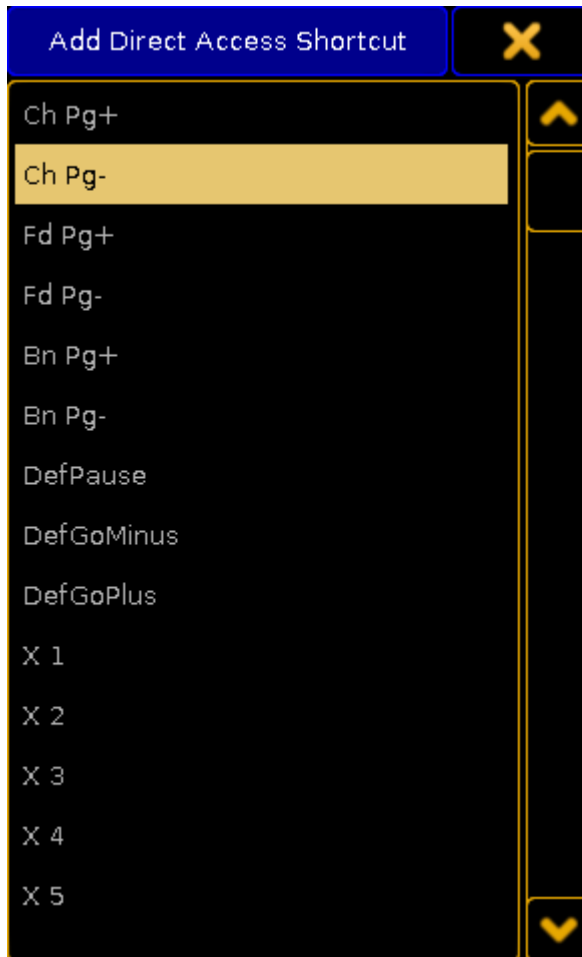 Add Direct Access Shortcut
Ch Pg+
Ch Pg-
Fd Pg+
Fd Pg-
Bn Pg+
Bn Pg-
DefPause
DefGoMinus
DefGoPlus
X 1
X 2
X 3
X 4
X 5